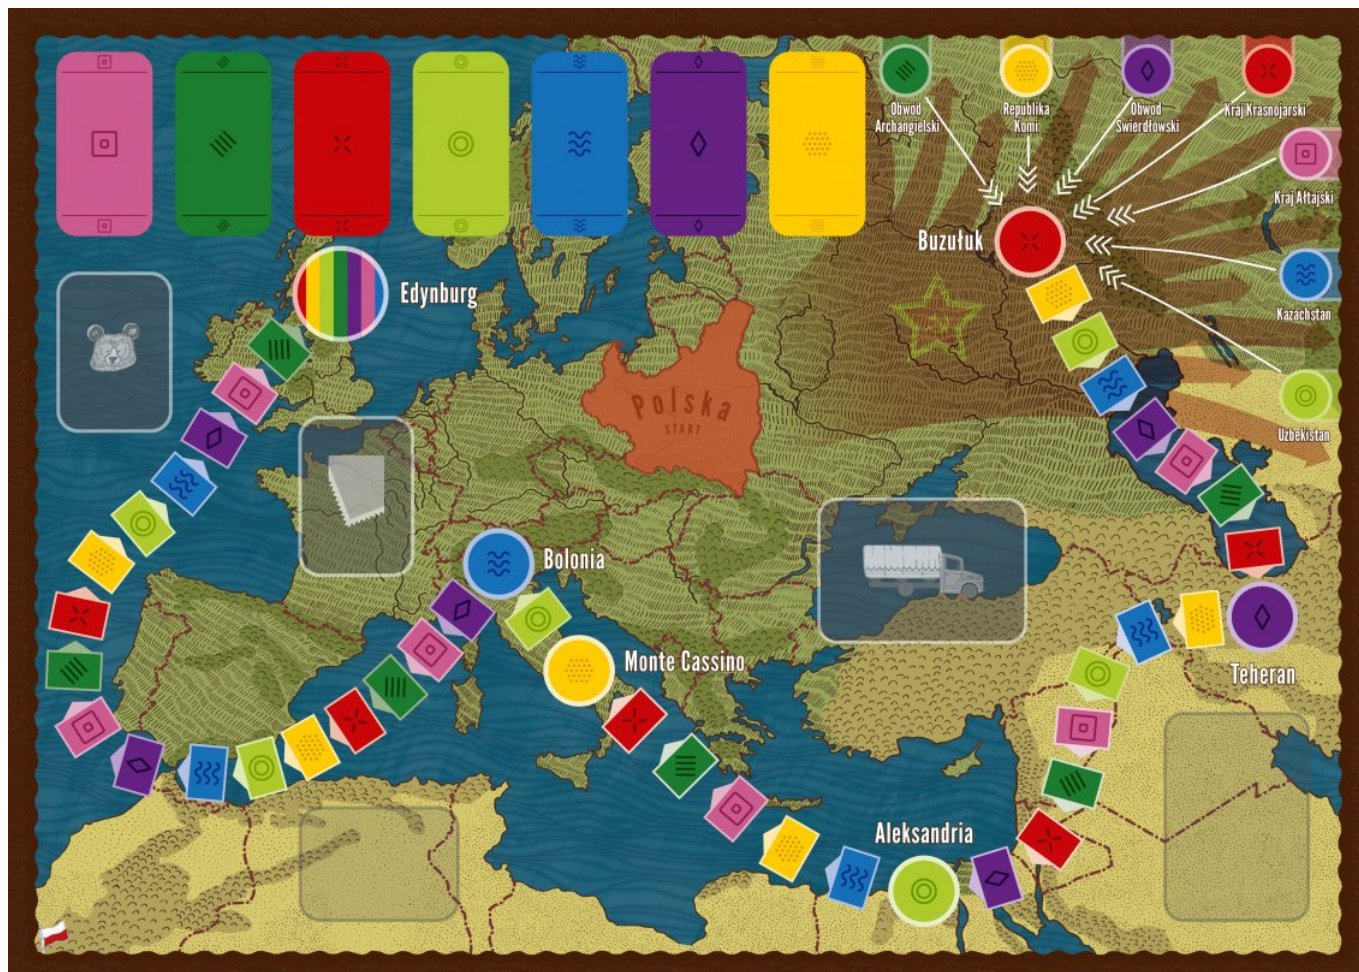 Obwód
Archangielski
Republika
Komi
Obwód
Swierdłowski
Kraj Krasnojarski
Kraj Ałtajski
Buzułuk
Kazachstan
Edynburg
Polska
START
Uzbekistan
Bolonia
Monte Cassino
Teheran
Aleksandria